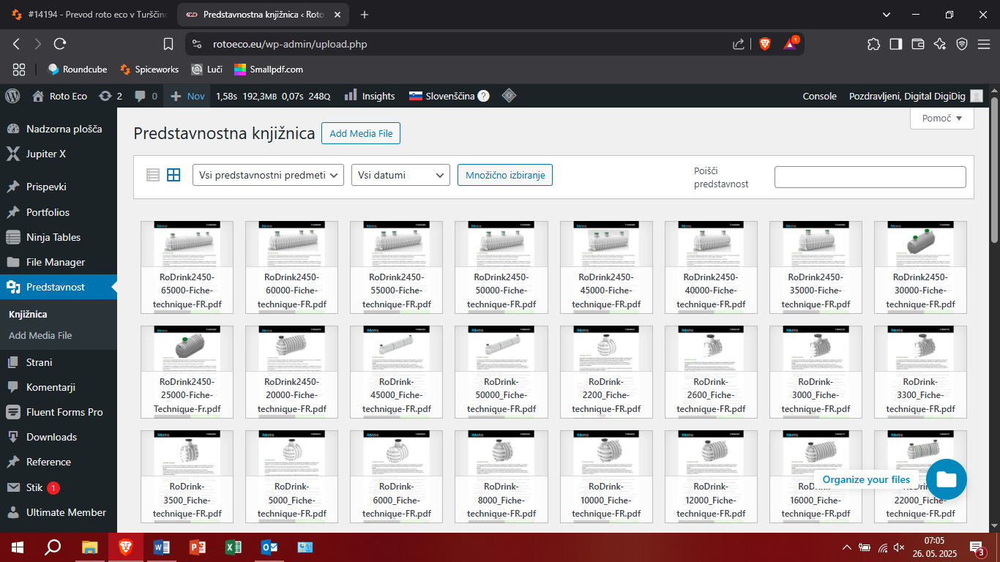 #14194 - Prevod roto eco v Turščino
Predstavnostna knjižnica ‹ Roto
rotoeco.eu/wp-admin/upload.php
1
Roundcube
Spiceworks
Luči
Smallpdf.com
Roto Eco
2
0
Nov
1,58s 192,3MB 0,07s 248Q
Insights
Slovenščina
?
Console
Pozdravljeni, Digital DigiDig
Nadzorna plošča
Jupiter X
Prispevki
Portfolios
Ninja Tables
File Manager
Predstavnost
Knjižnica
Add Media File
Strani
Komentarji
Fluent Forms Pro
Downloads
Reference
Stik 1
Ultimate Member
Pomoč
Predstavnostna knjižnica
Add Media File
Vsi predstavnostni predmeti
Vsi datumi
Množično izbiranje
Poišči
predstavnost
RoDrink2450-
65000-Fiche-
technique-FR.pdf
RoDrink2450-
60000-Fiche-
technique-FR.pdf
RoDrink2450-
55000-Fiche-
technique-FR.pdf
RoDrink2450-
50000-Fiche-
technique-FR.pdf
RoDrink2450-
45000-Fiche-
technique-FR.pdf
RoDrink2450-
40000-Fiche-
technique-FR.pdf
RoDrink2450-
35000-Fiche-
technique-FR.pdf
RoDrink2450-
30000-Fiche-
technique-FR.pdf
RoDrink2450-
25000-Fiche-
Technique-Fr.pdf
RoDrink2450-
20000-Fiche-
technique-FR.pdf
RoDrink-
45000_Fiche-
technique-FR.pdf
RoDrink-
50000_Fiche-
technique-FR.pdf
RoDrink-
2200_Fiche-
technique-FR.pdf
RoDrink-
2600_Fiche-
technique-FR.pdf
RoDrink-
3000_Fiche-
technique-FR.pdf
RoDrink-
3300_Fiche-
technique-FR.pdf
RoDrink-
3500_Fiche-
technique-FR.pdf
RoDrink-
5000_Fiche-
technique-FR.pdf
RoDrink-
6000_Fiche-
technique-FR.pdf
RoDrink-
8000_Fiche-
technique-FR.pdf
RoDrink-
10000_Fiche-
technique-FR.pdf
RoDrink-
12000_Fiche-
technique-FR.pdf
RoDrink-
16000_Fiche-
technique-FR.pdf
22000_Fiche-
technique-FR.pdf
Organize your files
07:05
26. 05. 2025
3